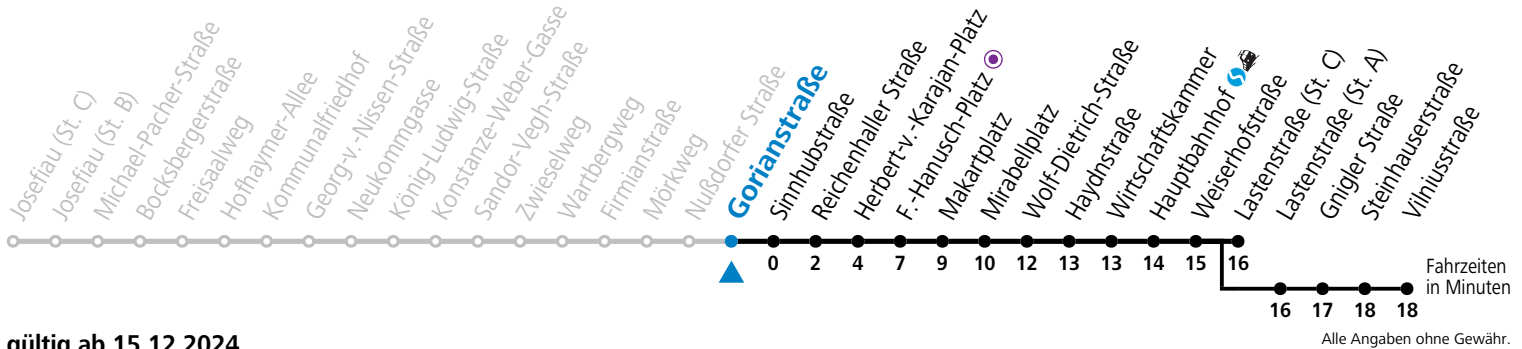 Josefiau (St. C)
Josefiau (St. B)
Michael-Pacher-Straße
Bocksbergerstraße
Freisaalweg
Hofhaymer-Allee
Kommunalfriedhof
Georg-v.-Nissen-Straße
Neukommgasse
König-Ludwig-Straße
Konstanze-Weber-Gasse
Sandor-Vegh-Straße
Zwieselweg
Wartbergweg
Firmianstraße
Mörkweg
Nußdorfer Straße
Gorianstraße
Sinnhubstraße
Reichenhaller Straße
Herbert-v.-Karajan-Platz
F.-Hanusch-Platz
Makartplatz
Mirabellplatz
Wolf-Dietrich-Straße
Haydnstraße
Wirtschaftskammer
Hauptbahnhof
Weiserhofstraße
Lastenstraße (St. C)
Lastenstraße (St. A)
Gnigler Straße
Steinhauserstraße
Vilniusstraße
0 2 4 7 9 10 12 13 13 14 15 16
Fahrzeiten
in Minuten
16 17 18 18
Alle Angaben ohne Gewähr.
gültig ab 15.12.2024